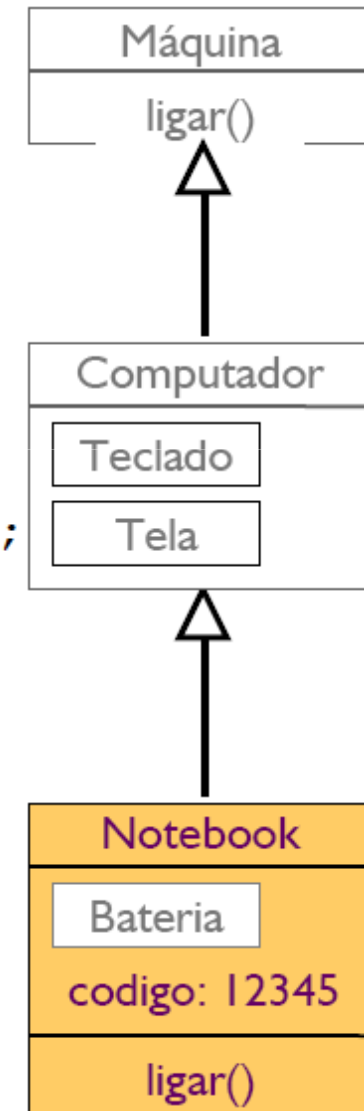 Máquina
ligar()
Computador
Teclado
;
Tela
Notebook
Bateria
codigo: 12345
ligar()